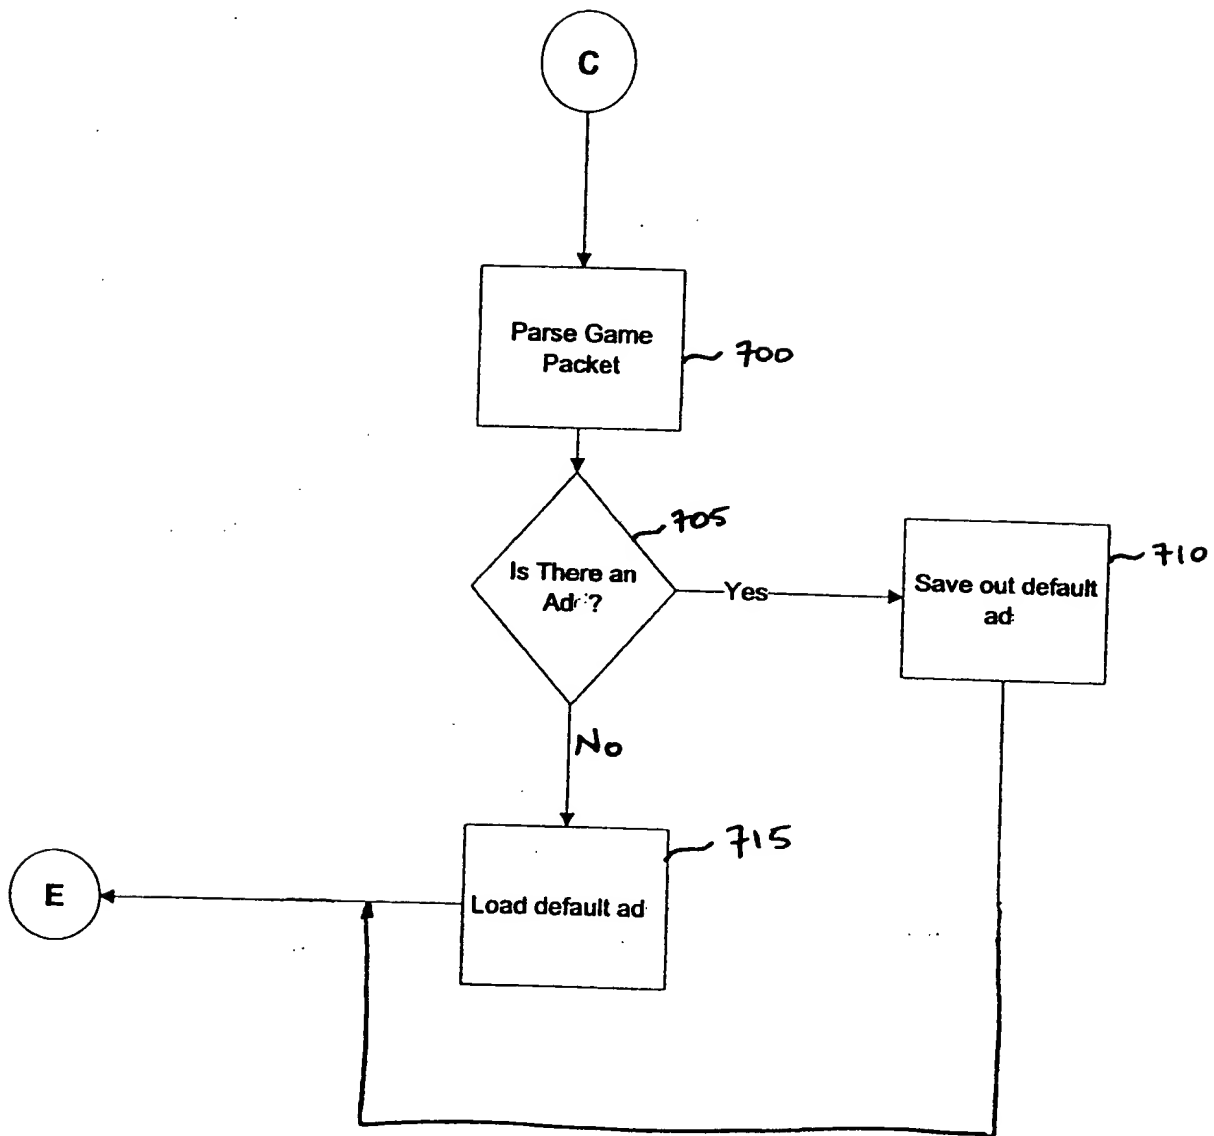 C
Parse Game
Packet
700
705
Is There an
Ad ?
Yes
Save out default
ad
710
No
715
Load default ad
E